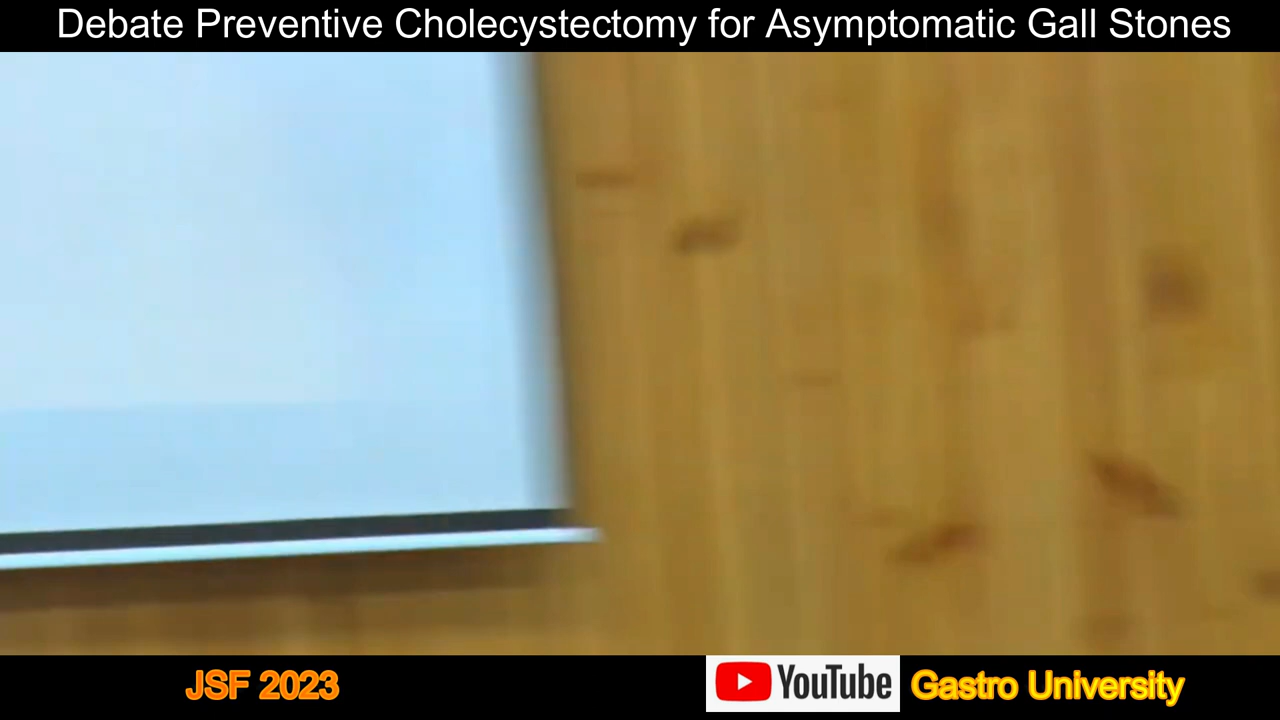 Debate Preventive Cholecystectomy for Asymptomatic Gall Stones
JSF 2023
YouTube
Gastro University